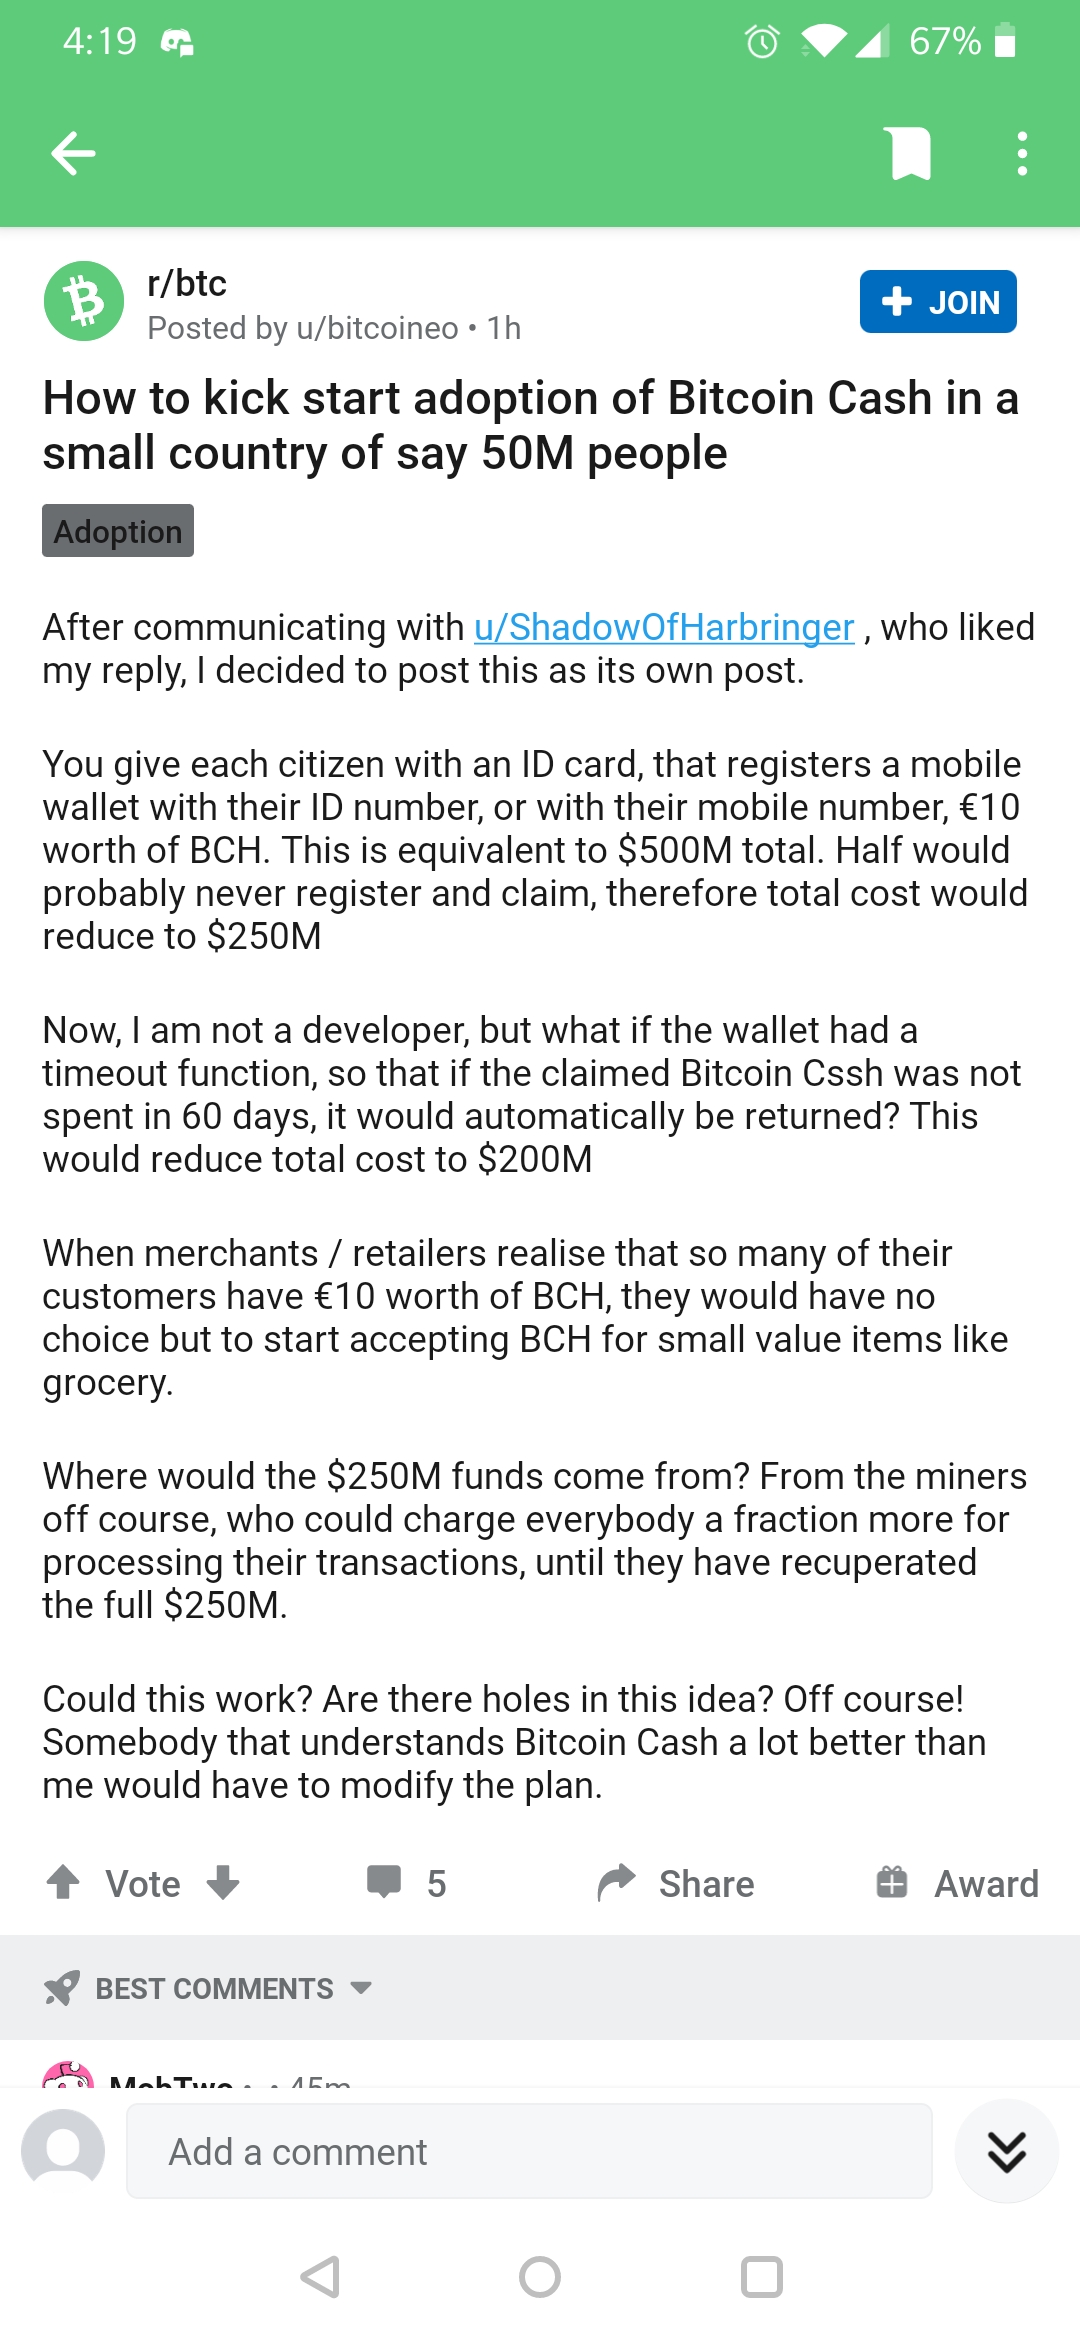 4:19
67%
r/btc
Posted by u/bitcoineo • 1h
+ JOIN
How to kick start adoption of Bitcoin Cash in a
small country of say 50M people
Adoption
After communicating with u/ShadowOfHarbringer , who liked
my reply, I decided to post this as its own post.
You give each citizen with an ID card, that registers a mobile
wallet with their ID number, or with their mobile number, €10
worth of BCH. This is equivalent to $500M total. Half would
probably never register and claim, therefore total cost would
reduce to $250M
Now, I am not a developer, but what if the wallet had a
timeout function, so that if the claimed Bitcoin Cssh was not
spent in 60 days, it would automatically be returned? This
would reduce total cost to $200M
When merchants / retailers realise that so many of their
customers have €10 worth of BCH, they would have no
choice but to start accepting BCH for small value items like
grocery.
Where would the $250M funds come from? From the miners
off course, who could charge everybody a fraction more for
processing their transactions, until they have recuperated
the full $250M.
Could this work? Are there holes in this idea? Off course!
Somebody that understands Bitcoin Cash a lot better than
me would have to modify the plan.
Vote
5
Share
Award
BEST COMMENTS
MobTwo • • 45m
Add a comment